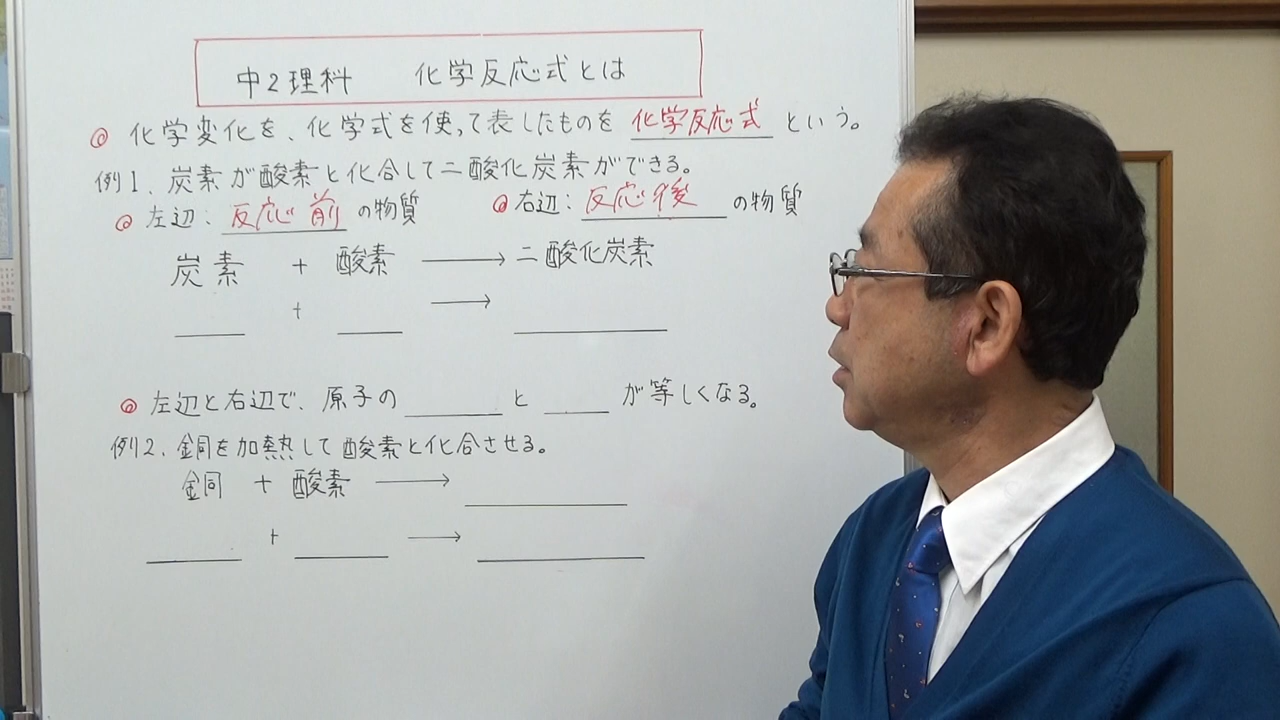 中2理科 化学反応式とは
◎ 化学変化を、化学式を使って表したものを 化学反応式 という。
例1、炭素が酸素と化合して二酸化炭素ができる。
◎左辺：反応前の物質 ◎右辺：反応後の物質
炭素 + 酸素 → 二酸化炭素
+ →
◎左辺と右辺で、原子の と が等しくなる。
例2、銅を加熱して酸素と化合させる。
銅 + 酸素 →
+ →